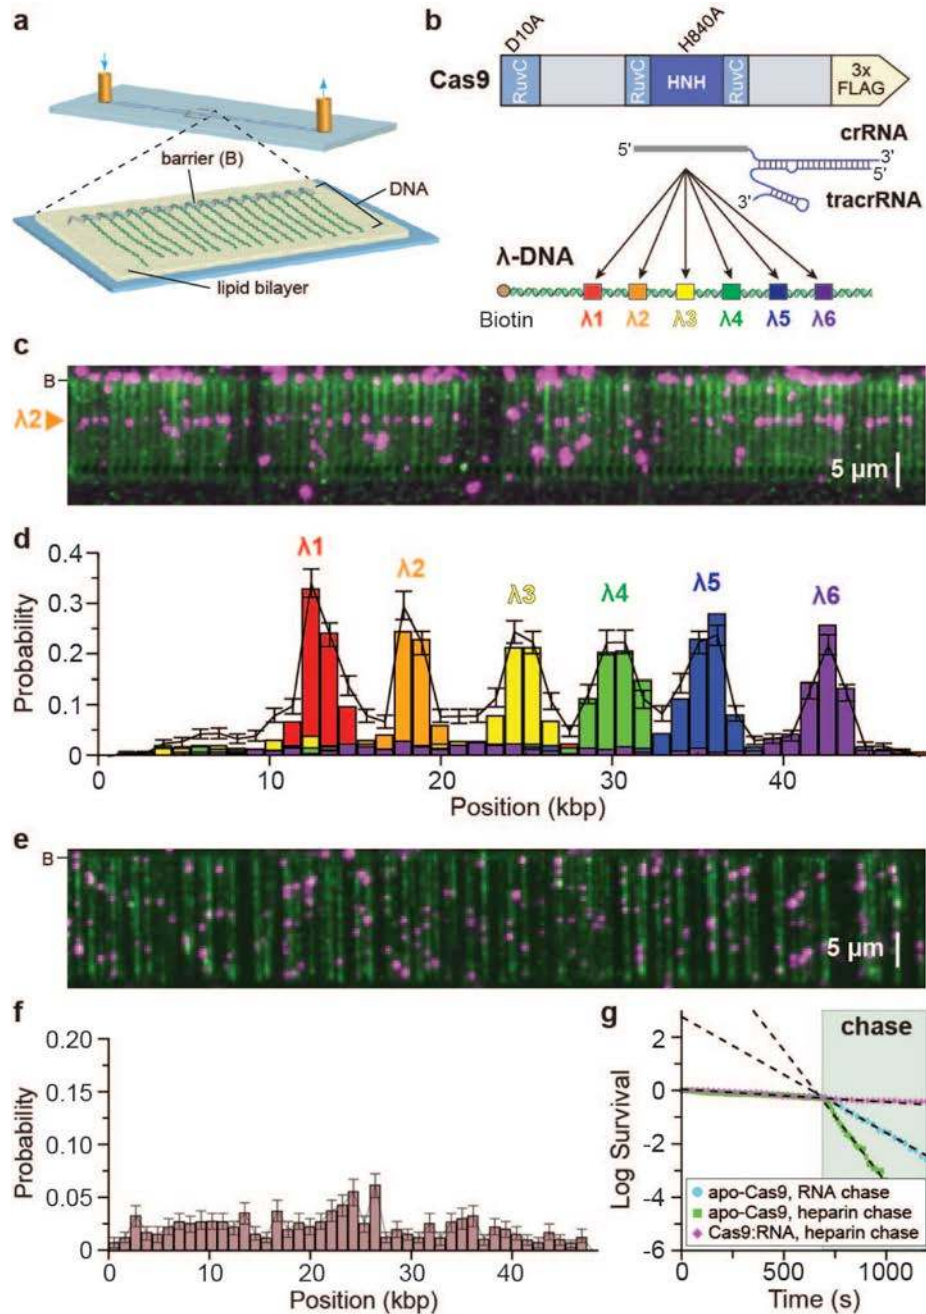 a
barrier (B)
DNA
lipid bilayer
b
D10A
H840A
Cas9
RuvC
RuvC
HNH
RuvC
3x
FLAG
crRNA
5'
3'
5'
3'
tracrRNA
λ-DNA
Biotin
λ1 λ2 λ3 λ4 λ5 λ6
c
B
λ2
5 µm
d
Probability
0.4
0.3
0.2
0.1
0
λ1 λ2 λ3 λ4 λ5 λ6
0 10 20 30 40
Position (kbp)
e
B
5 µm
f
Probability
0.20
0.15
0.10
0.05
0
0 10 20 30 40
Position (kbp)
g
chase
Log Survival
2
0
-2
-4
-6
apo-Cas9, RNA chase
apo-Cas9, heparin chase
Cas9:RNA, heparin chase
0 500 1000
Time (s)